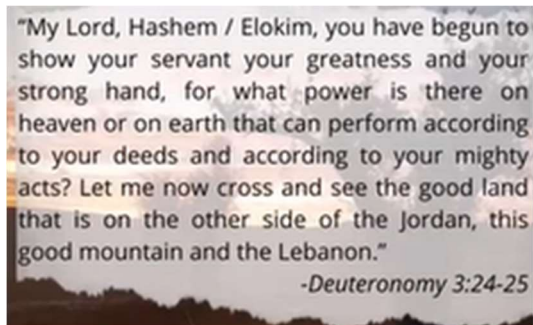 “My Lord, Hashem / Elokim, you have begun to
show your servant your greatness and your
strong hand, for what power is there on
heaven or on earth that can perform according
to your deeds and according to your mighty
acts? Let me now cross and see the good land
that is on the other side of the Jordan, this
good mountain and the Lebanon.”
-Deuteronomy 3:24-25